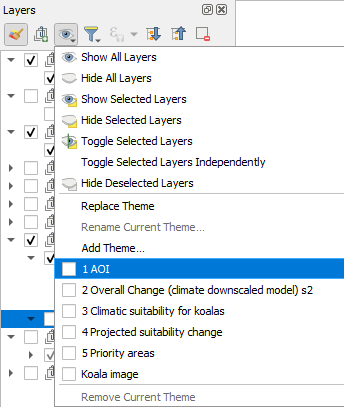 Layers
Show All Layers
Hide All Layers
Show Selected Layers
Hide Selected Layers
Toggle Selected Layers
Toggle Selected Layers Independently
Hide Deselected Layers
Replace Theme
Rename Current Theme...
Add Theme...
1 AOI
2 Overall Change (climate downscaled model) s2
3 Climatic suitability for koalas
4 Projected suitability change
5 Priority areas
Koala image
Remove Current Theme